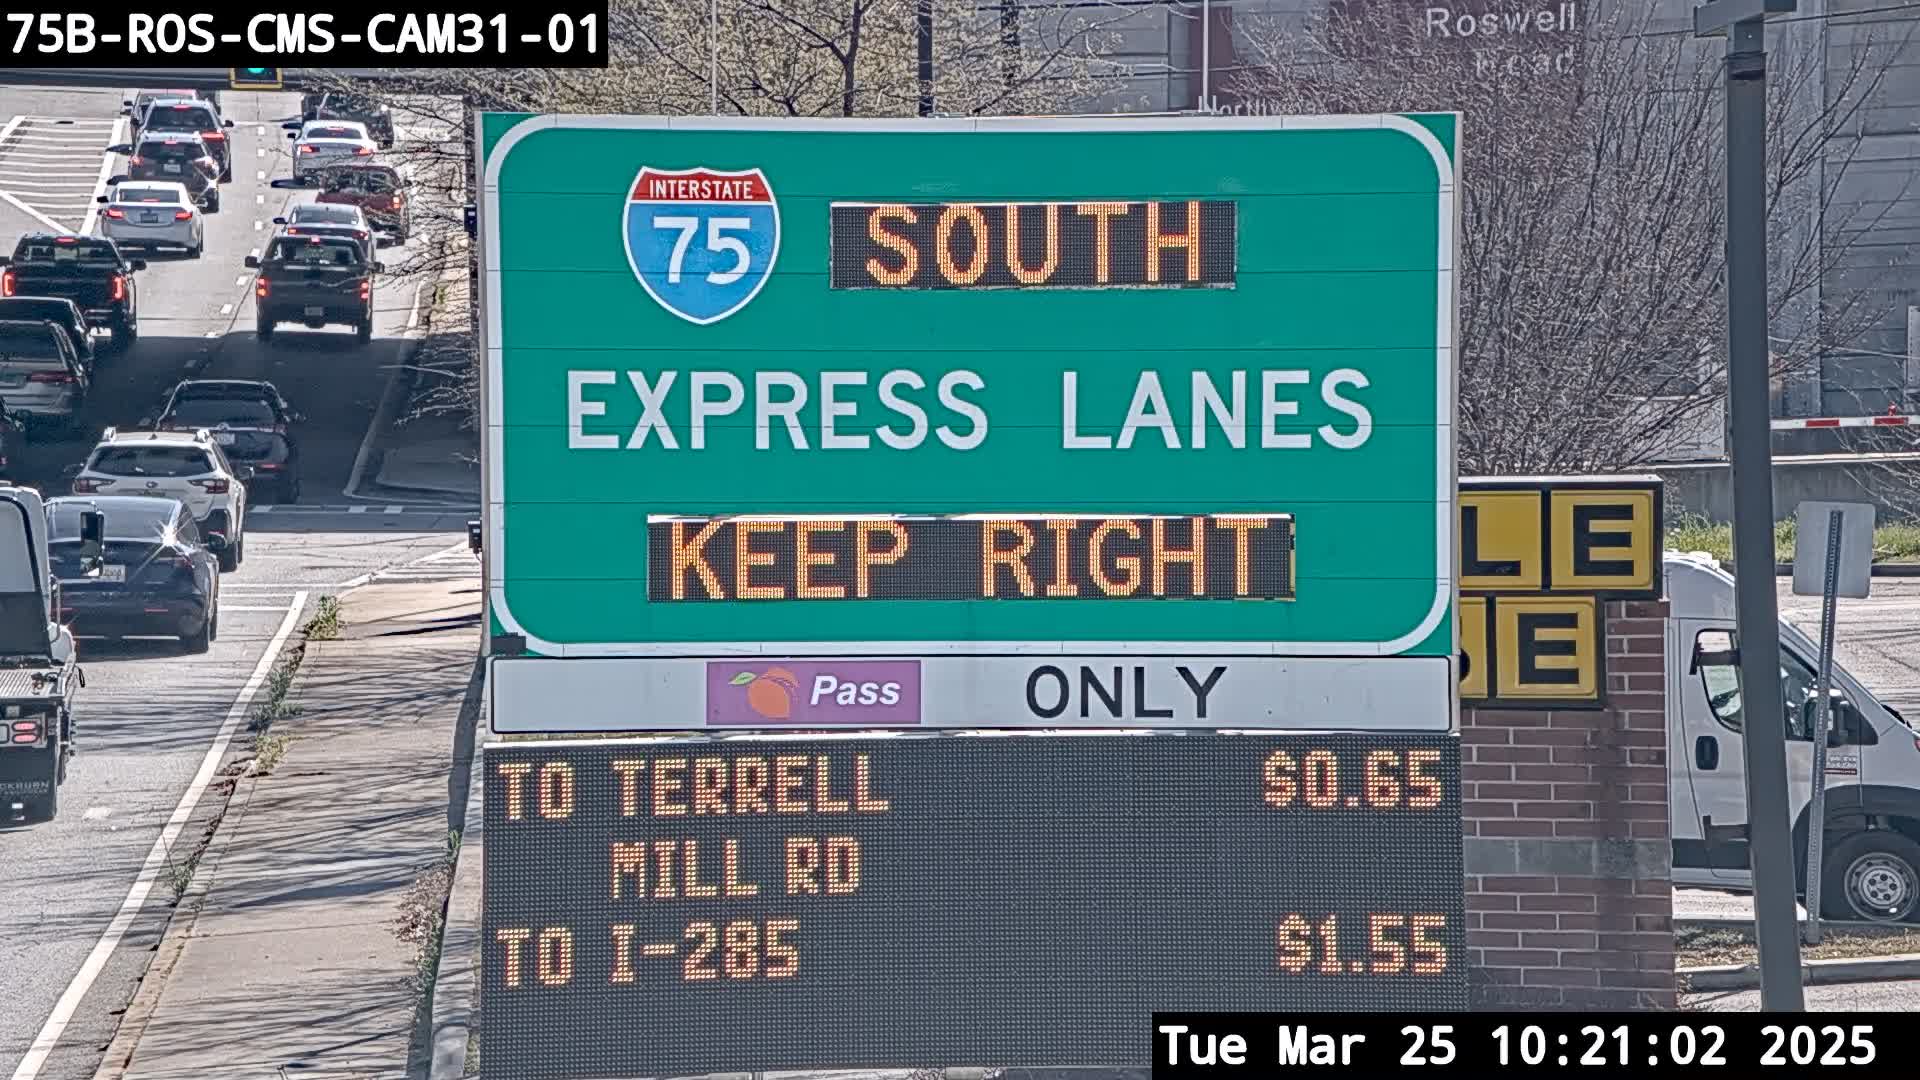 75B-ROS-CMS-CAM31-01
Roswell
Road
INTERSTATE
75
SOUTH
EXPRESS LANES
KEEP RIGHT
LE
E
Pass ONLY
TO TERRELL $0.65
MILL RD
TO I-285 $1.55
Tue Mar 25 10:21:02 2025